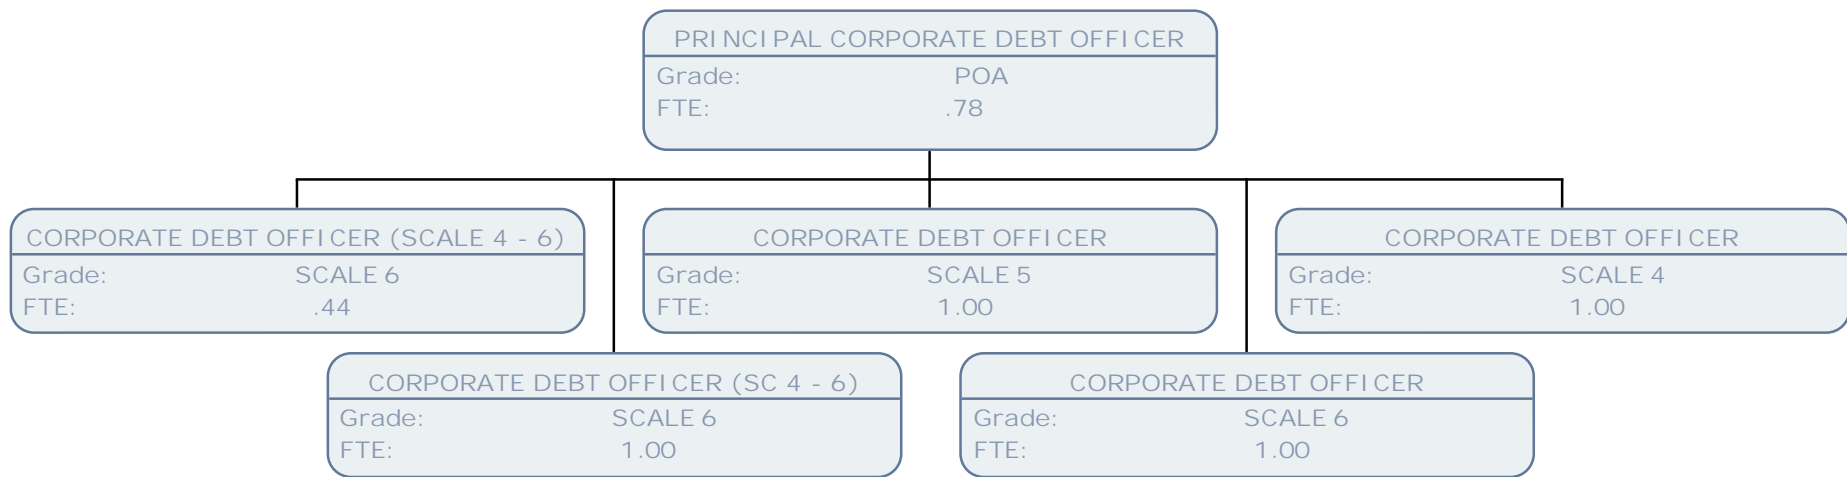 PRINCIPAL CORPORATE DEBT OFFICER
Grade: POA
FTE: .78
CORPORATE DEBT OFFICER (SCALE 4 - 6)
Grade: SCALE 6
FTE: .44
CORPORATE DEBT OFFICER
Grade: SCALE 5
FTE: 1.00
CORPORATE DEBT OFFICER
Grade: SCALE 4
FTE: 1.00
CORPORATE DEBT OFFICER (SC 4 - 6)
Grade: SCALE 6
FTE: 1.00
CORPORATE DEBT OFFICER
Grade: SCALE 6
FTE: 1.00